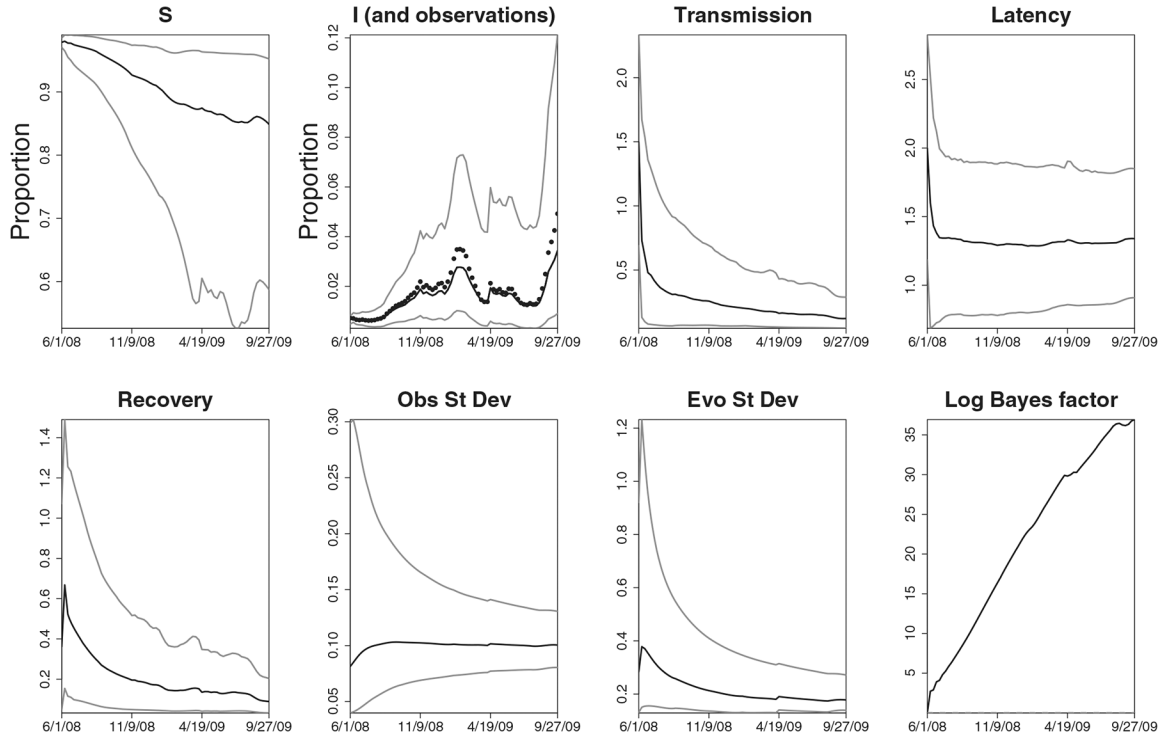 S
I (and observations)
Transmission
Latency
Proportion
0.6 0.7 0.8 0.9
6/1/08 11/9/08 4/19/09 9/27/09
Proportion
0.02 0.04 0.06 0.08 0.10 0.12
6/1/08 11/9/08 4/19/09 9/27/09
0.5 1.0 1.5 2.0
6/1/08 11/9/08 4/19/09 9/27/09
1.0 1.5 2.0 2.5
6/1/08 11/9/08 4/19/09 9/27/09
Recovery
Obs St Dev
Evo St Dev
Log Bayes factor
0.2 0.4 0.6 0.8 1.0 1.2 1.4
6/1/08 11/9/08 4/19/09 9/27/09
0.05 0.10 0.15 0.20 0.25 0.30
6/1/08 11/9/08 4/19/09 9/27/09
0.2 0.4 0.6 0.8 1.0 1.2
6/1/08 11/9/08 4/19/09 9/27/09
5 10 15 20 25 30 35
6/1/08 11/9/08 4/19/09 9/27/09